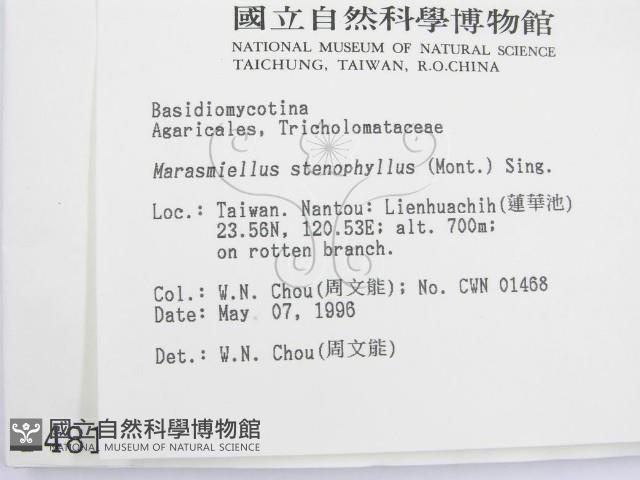 國立自然科學博物館
NATIONAL MUSEUM OF NATURAL SCIENCE
TAICHUNG, TAIWAN, R.O.CHINA
Basidiomycotina
Agaricales, Tricholomataceae
Marasmiellus stenophyllus (Mont.) Sing.
Loc.: Taiwan. Nantou: Lienhuachih(蓮華池)
23.56N, 120.53E; alt. 700m;
on rotten branch.
Col.: W.N. Chou(周文能); No. CWN 01468
Date: May 07, 1996
Det.: W.N. Chou(周文能)
國立自然科學博物館
NATIONAL MUSEUM OF NATURAL SCIENCE